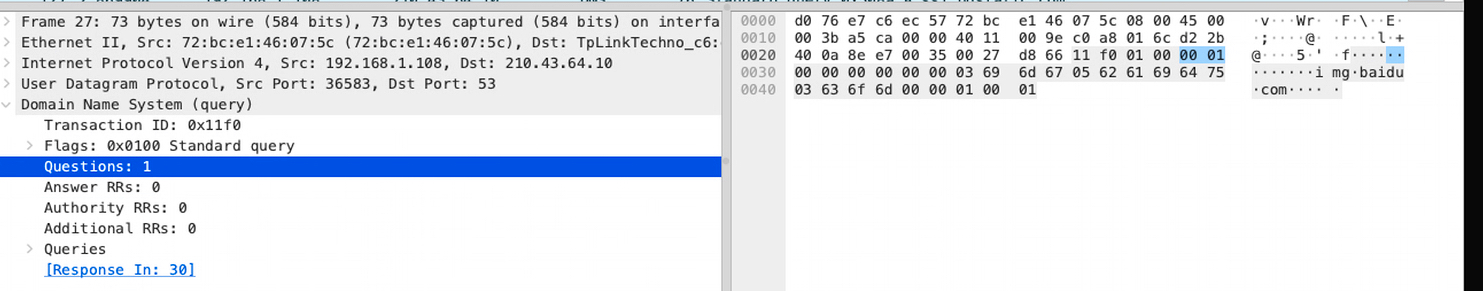 Frame 27: 73 bytes on wire (584 bits), 73 bytes captured (584 bits) on interfa
Ethernet II, Src: 72:bc:e1:46:07:5c (72:bc:e1:46:07:5c), Dst: TpLinkTechno_c6:
Internet Protocol Version 4, Src: 192.168.1.108, Dst: 210.43.64.10
User Datagram Protocol, Src Port: 36583, Dst Port: 53
Domain Name System (query)
Transaction ID: 0x11f0
Flags: 0x0100 Standard query
Questions: 1
Answer RRs: 0
Authority RRs: 0
Additional RRs: 0
Queries
[Response In: 30]
0000 d0 76 e7 c6 ec 57 72 bc e1 46 07 5c 08 00 45 00 ·v···Wr· ·F·\··E·
0010 00 3b a5 ca 00 00 40 11 00 9e c0 a8 01 6c d2 2b ·;····@· ·····l·+
0020 40 0a 8e e7 00 35 00 27 d8 66 11 f0 01 00 00 01 @····5·' ·f······
0030 00 00 00 00 00 00 03 69 6d 67 05 62 61 69 64 75 ·······i mg·baidu
0040 03 63 6f 6d 00 00 01 00 01 ·com···· ·